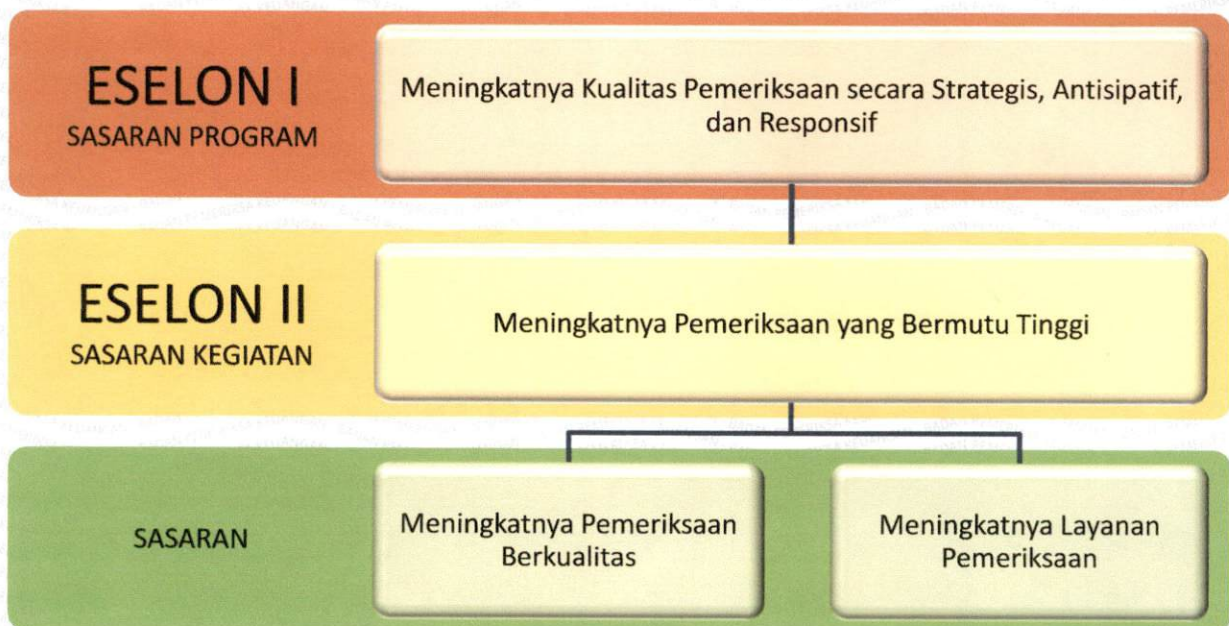 ESELON I
SASARAN PROGRAM
Meningkatnya Kualitas Pemeriksaan secara Strategis, Antisipatif,
dan Responsif
ESELON II
SASARAN KEGIATAN
Meningkatnya Pemeriksaan yang Bermutu Tinggi
SASARAN
Meningkatnya Pemeriksaan
Berkualitas
Meningkatnya Layanan
Pemeriksaan